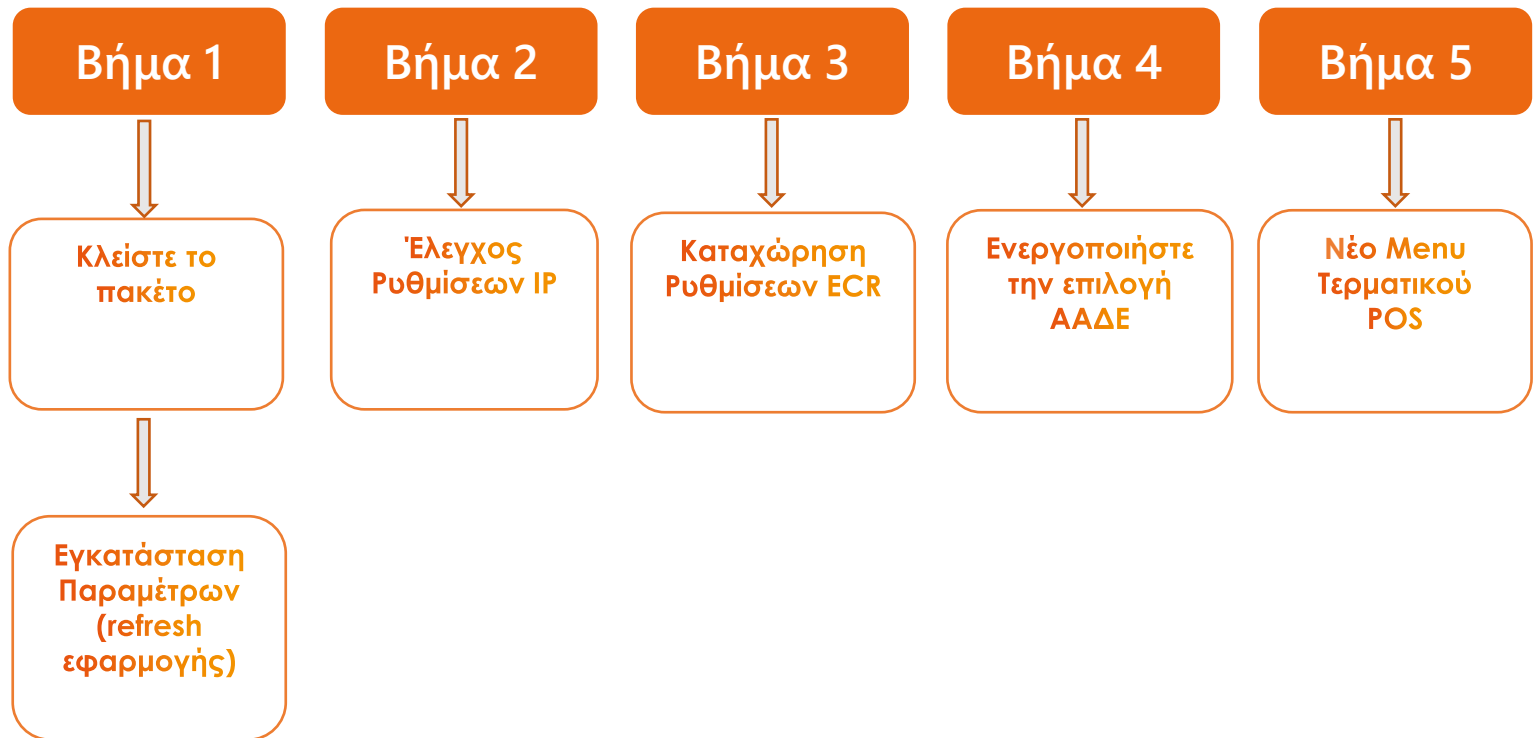 Βήμα 1
Βήμα 2
Βήμα 3
Βήμα 4
Βήμα 5
Κλείστε το
πακέτο
Έλεγχος
Ρυθμίσεων IP
Καταχώρηση
Ρυθμίσεων ECR
Ενεργοποιήστε
την επιλογή
ΑΑΔΕ
Νέο Menu
Τερματικού
POS
Εγκατάσταση
Παραμέτρων
(refresh
εφαρμογής)